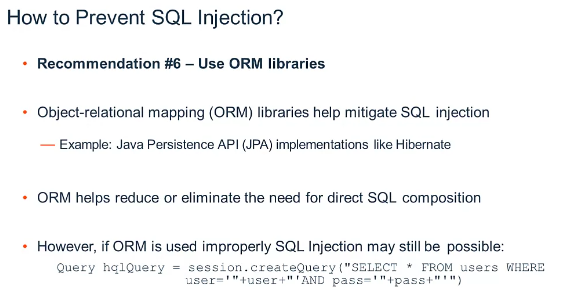 How to Prevent SQL Injection?
• Recommendation #6 – Use ORM libraries
• Object-relational mapping (ORM) libraries help mitigate SQL injection
— Example: Java Persistence API (JPA) implementations like Hibernate
• ORM helps reduce or eliminate the need for direct SQL composition
• However, if ORM is used improperly SQL Injection may still be possible:
Query hqlQuery = session.createQuery("SELECT * FROM users WHERE
user='"+user+"'AND pass='"+pass+"'")